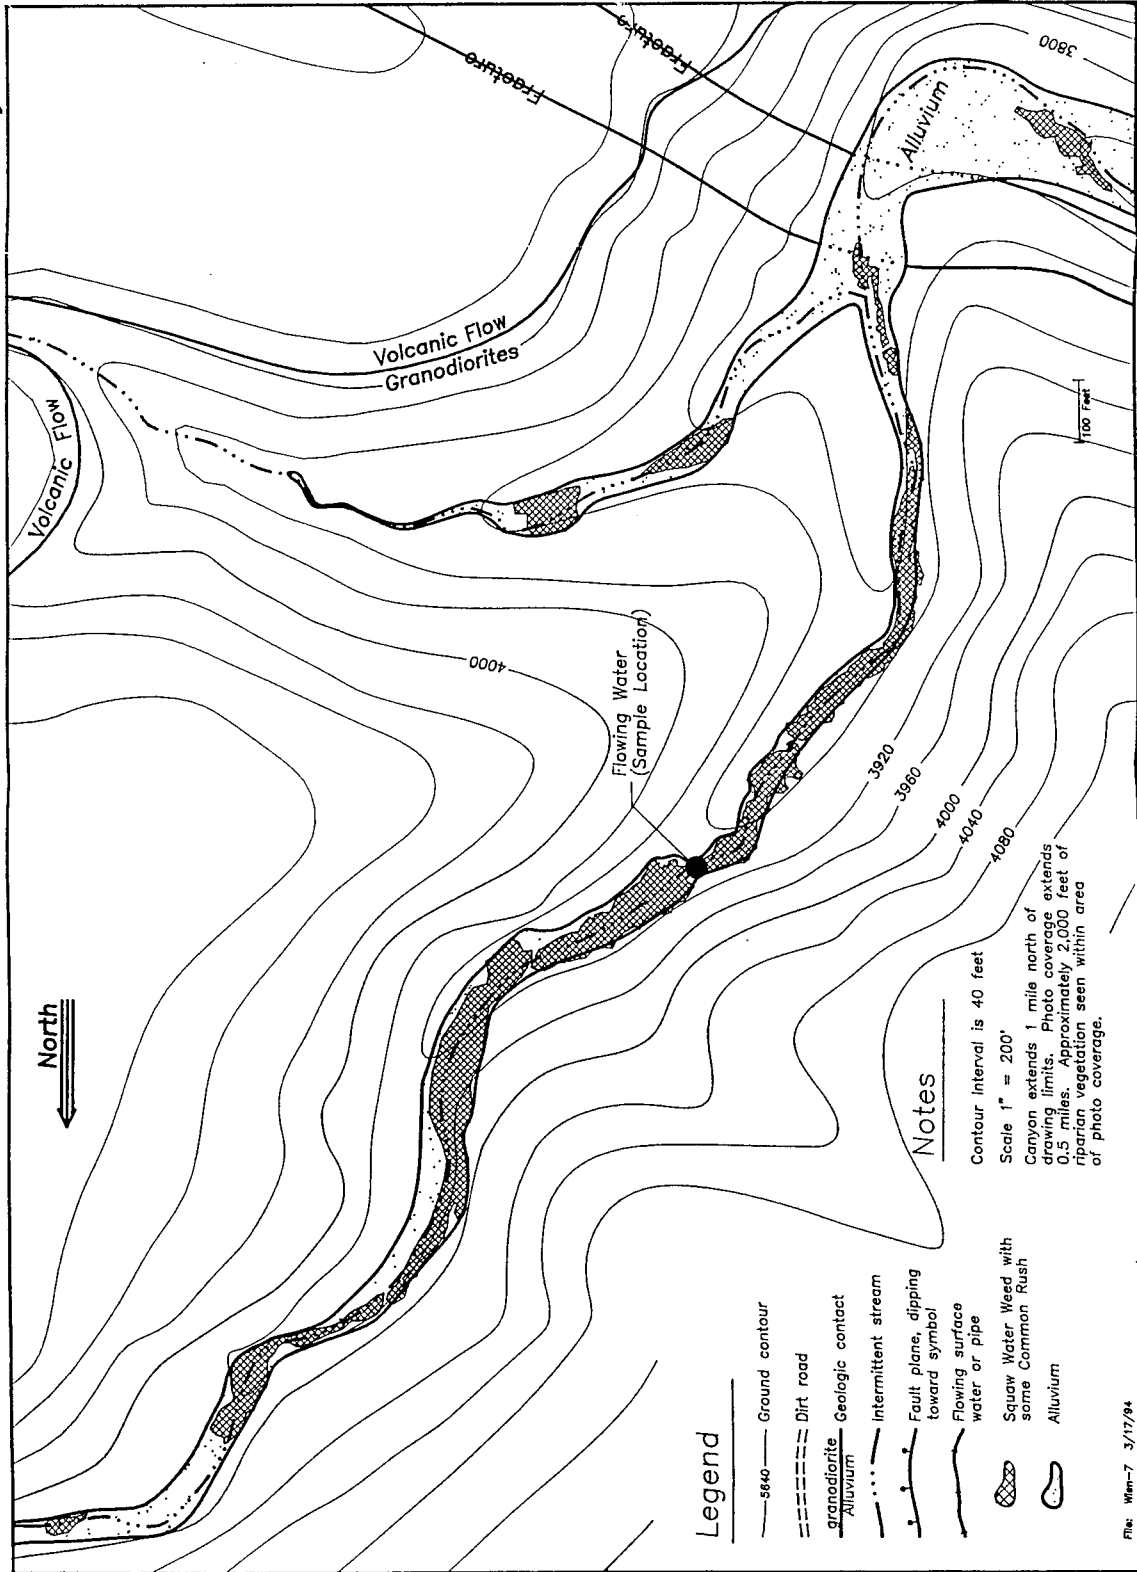 North
Volcanic Flow
Volcanic Flow
Granodiorites
Fracture
Fracture
Alluvium
3800
4000
Flowing Water
(Sample Location)
3920
3960
4000
4040
4080
100 Feet
Legend
5640
Ground contour
Dirt road
granodiorite
Alluvium
Geologic contact
Intermittent stream
Fault plane, dipping
toward symbol
Flowing surface
water or pipe
Squaw Water Weed with
some Common Rush
Alluvium
Notes
Contour Interval is 40 feet
Scale 1" = 200'
Canyon extends 1 mile north of
drawing limits. Photo coverage extends
0.5 miles. Approximately 2,000 feet of
riparian vegetation seen within area
of photo coverage.
File: Wien-7 3/17/94